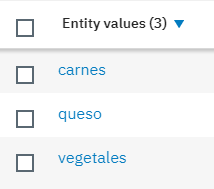 Entity values (3)
carnes
queso
vegetales